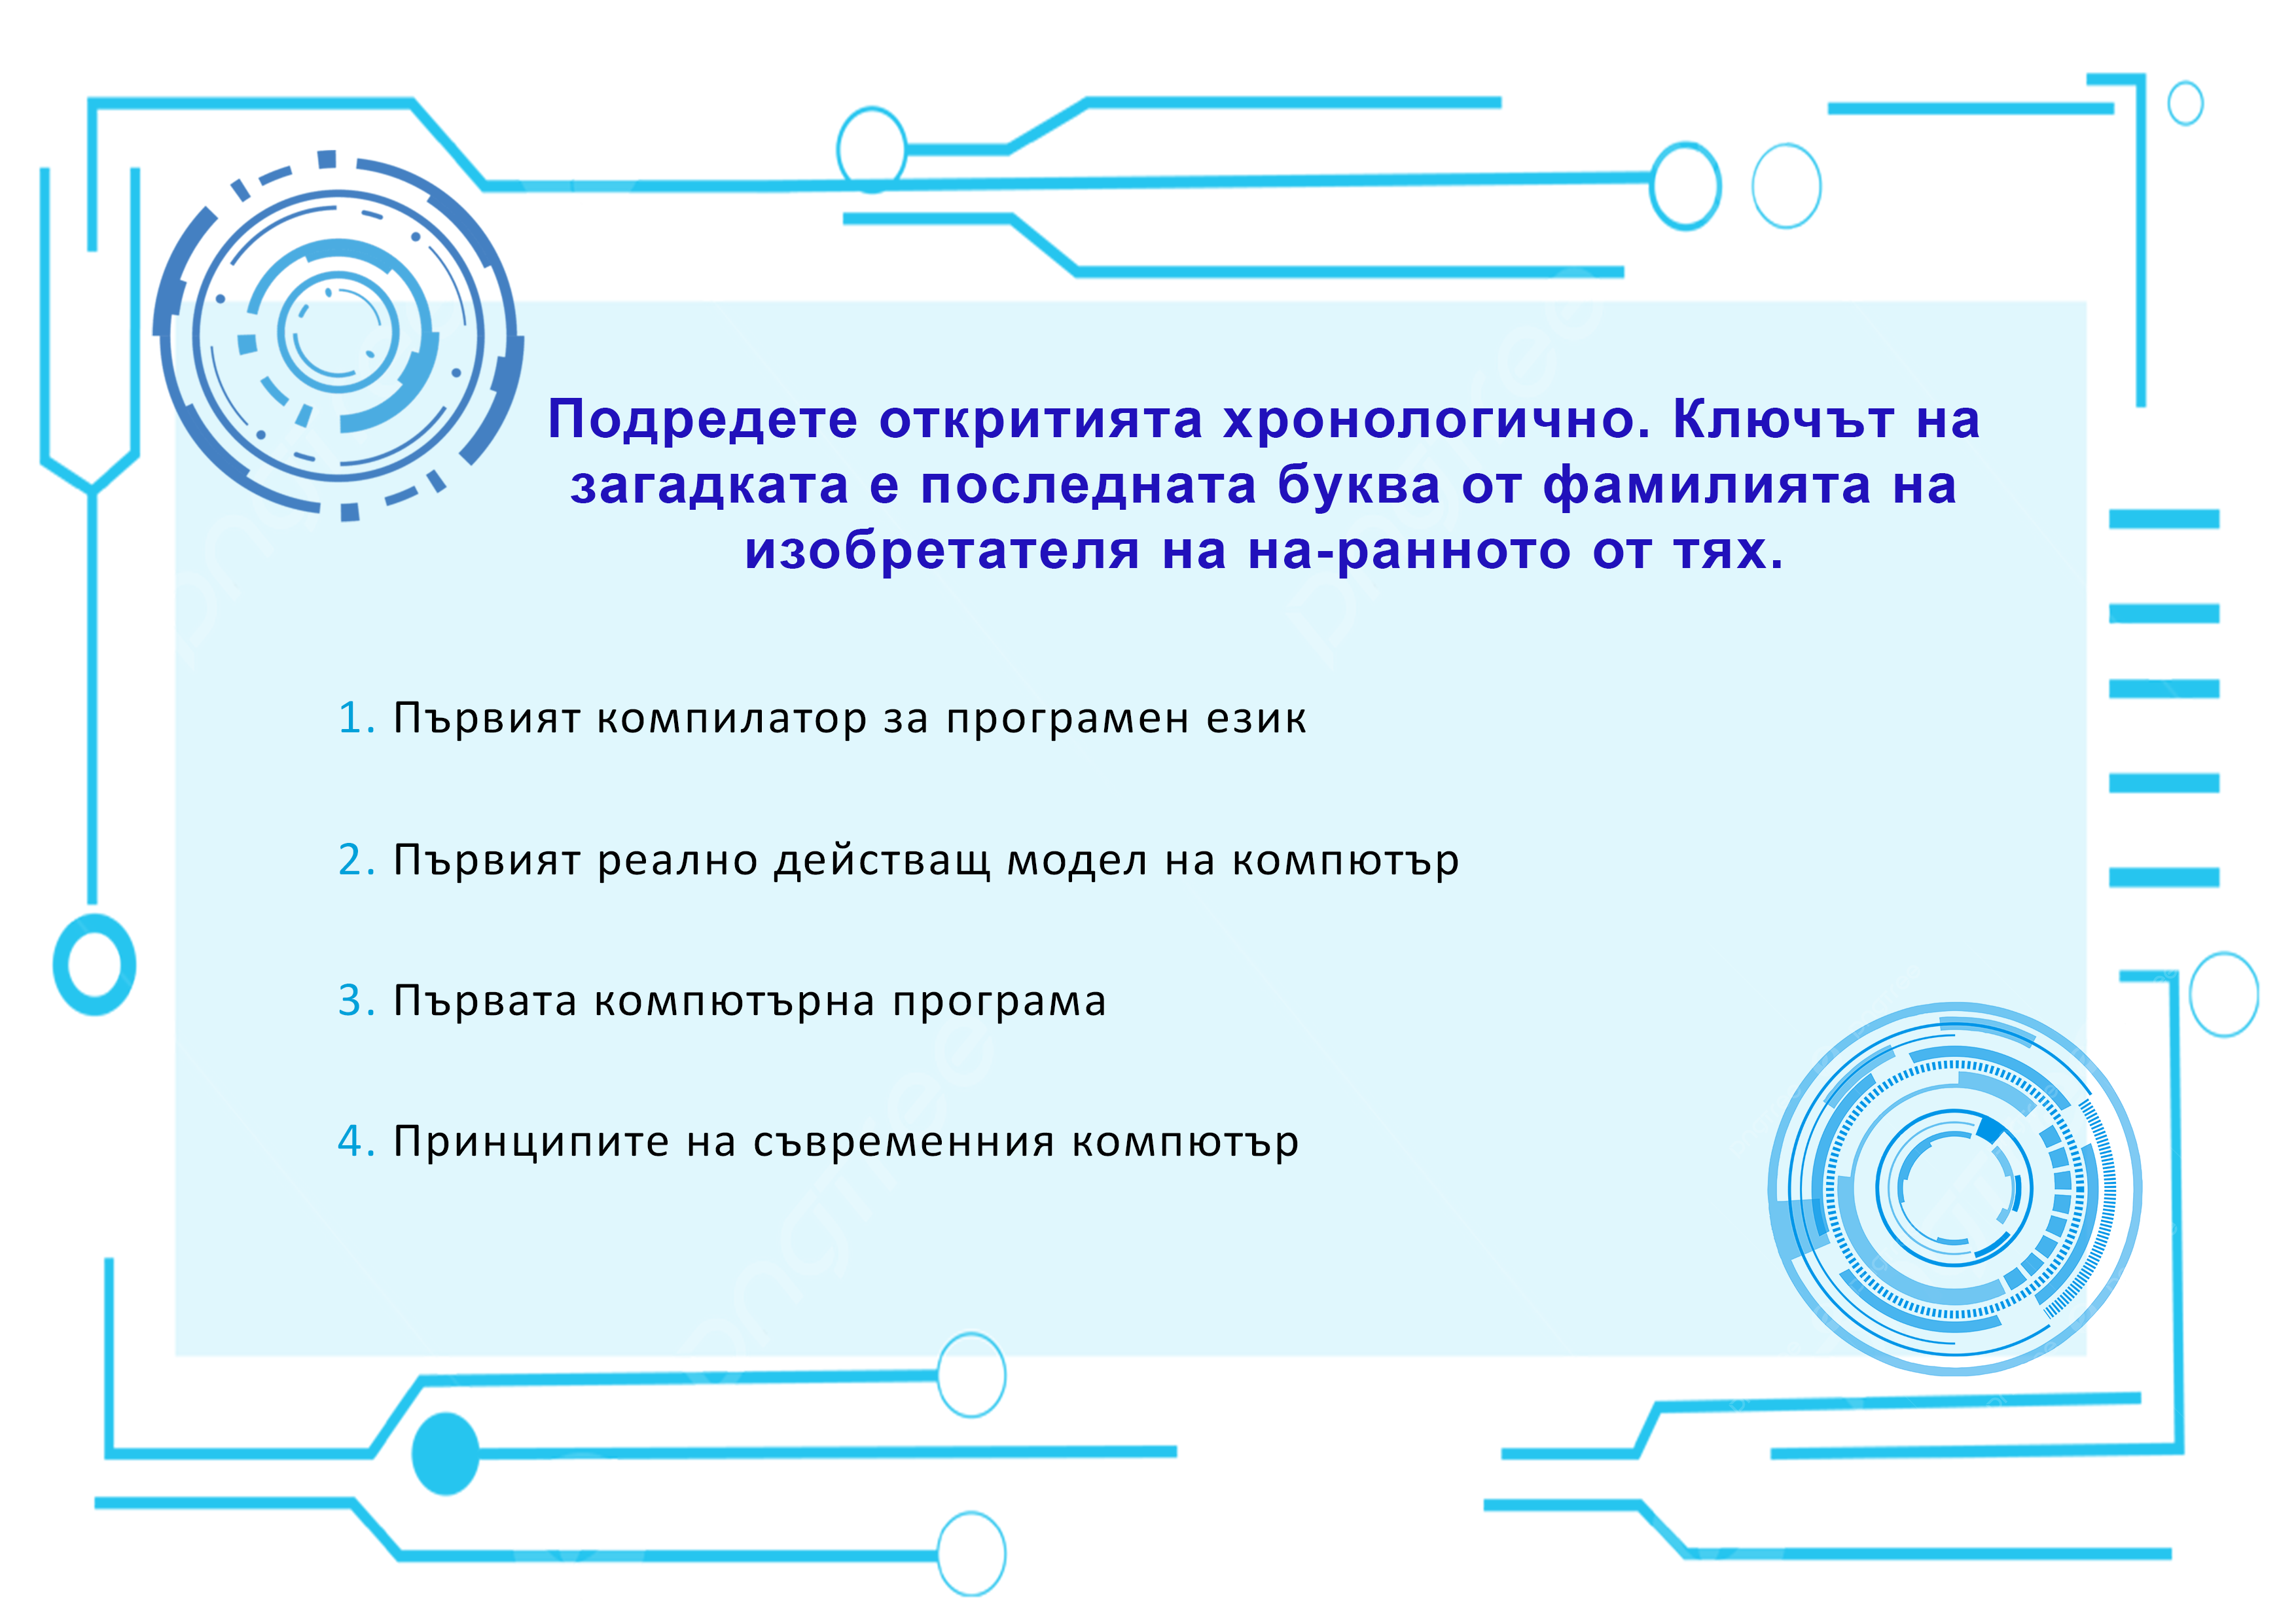 Подредете откритията хронологично. Ключът на
загадката е последната буква от фамилията на
изобретателя на на-ранното от тях.
1. Първият компилатор за програмен език
2. Първият реално действащ модел на компютър
3. Първата компютърна програма
4. Принципите на съвременния компютър